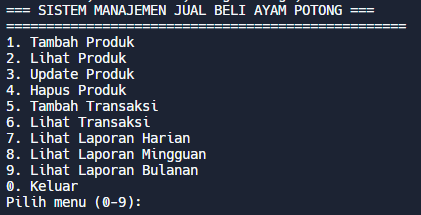 === SISTEM MANAJEMEN JUAL BELI AYAM POTONG ===
==================================================
1. Tambah Produk
2. Lihat Produk
3. Update Produk
4. Hapus Produk
5. Tambah Transaksi
6. Lihat Transaksi
7. Lihat Laporan Harian
8. Lihat Laporan Mingguan
9. Lihat Laporan Bulanan
0. Keluar
Pilih menu (0-9):